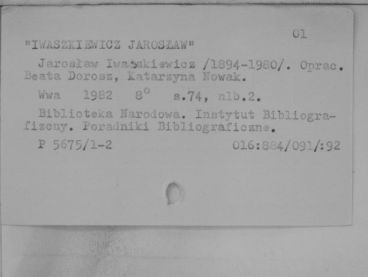 01
"IWASZKIEWICZ JAROSŁAW"
Jarosław Iwaszkiewicz /1894-1980/. Oprac.
Beata Dorosz, Katarzyna Nowak.
Wwa 1982 8° s.74, nlb.2.
Biblioteka Narodowa. Instytut Bibliogra-
ficzny. Poradniki Bibliograficzne.
P 5675/1-2 016:884/091/:92